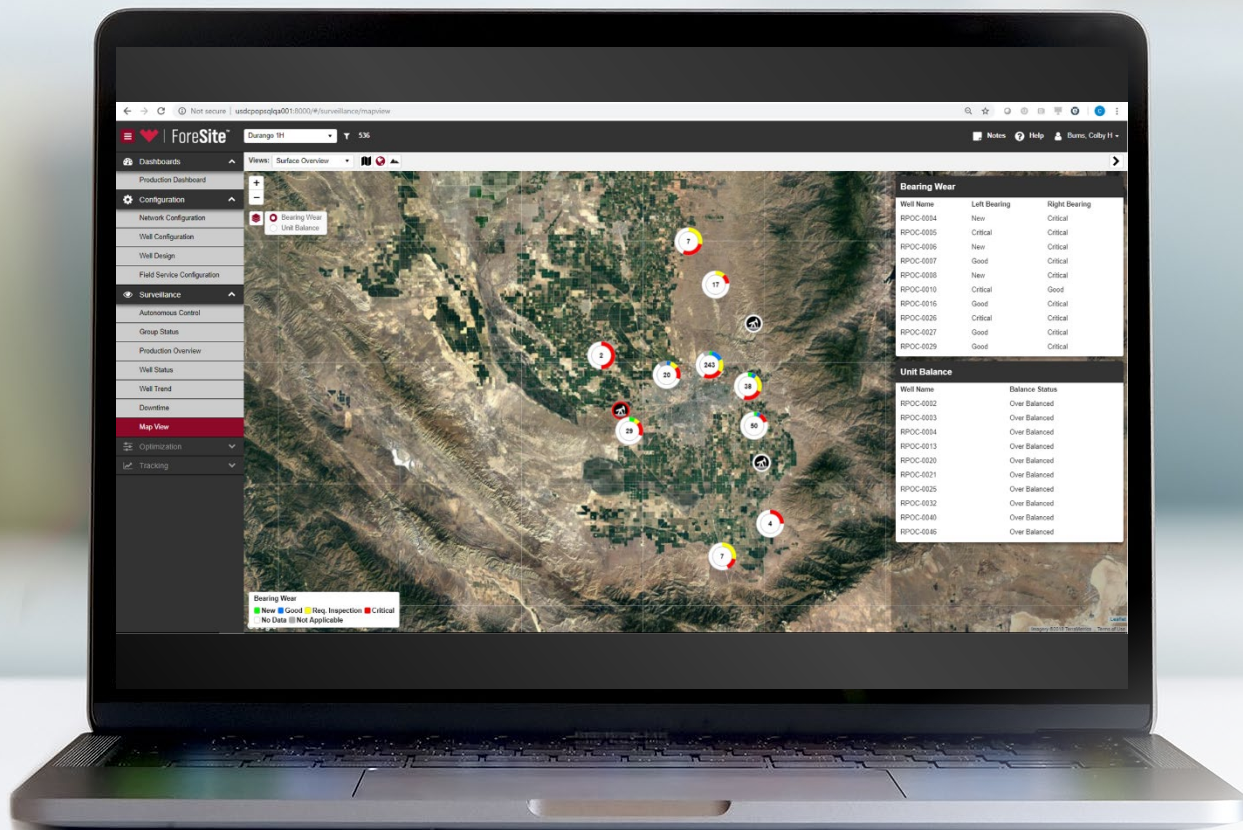 Not secure | usdcpopsqlqa001:8000/#/surveillance/mapview
ForeSite™ Durango 1H 536 Notes Help Burns, Colby H
Dashboards
Production Dashboard
Configuration
Network Configuration
Well Configuration
Well Design
Field Service Configuration
Surveillance
Autonomous Control
Group Status
Production Overview
Well Status
Well Trend
Downtime
Map View
Optimization
Tracking
Views: Surface Overview
+
−
Bearing Wear
Unit Balance
7
17
2
20
243
38
29
50
4
7
Bearing Wear
New Good Req. Inspection Critical
No Data Not Applicable
Bearing Wear
Well Name Left Bearing Right Bearing
RPOC-0004 New Critical
RPOC-0005 Critical Critical
RPOC-0006 New Critical
RPOC-0007 Good Critical
RPOC-0008 New Critical
RPOC-0010 Critical Good
RPOC-0016 Good Critical
RPOC-0026 Critical Critical
RPOC-0027 Good Critical
RPOC-0029 Good Critical
Unit Balance
Well Name Balance Status
RPOC-0002 Over Balanced
RPOC-0003 Over Balanced
RPOC-0004 Over Balanced
RPOC-0013 Over Balanced
RPOC-0020 Over Balanced
RPOC-0021 Over Balanced
RPOC-0025 Over Balanced
RPOC-0032 Over Balanced
RPOC-0040 Over Balanced
RPOC-0046 Over Balanced
Leaflet
Imagery ©2019 TerraMetrics Terms of Use